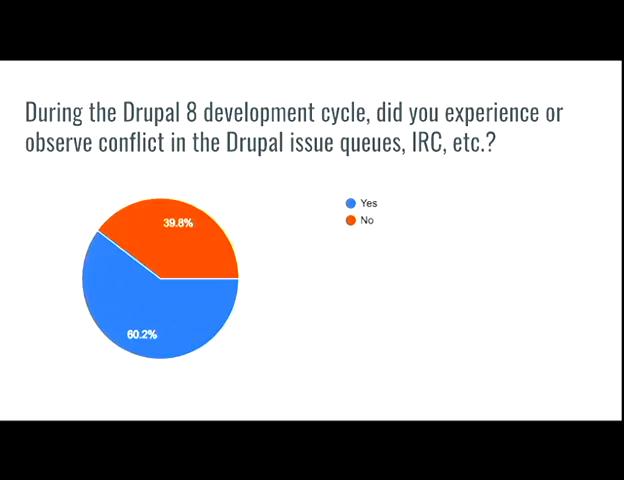 During the Drupal 8 development cycle, did you experience or
observe conflict in the Drupal issue queues, IRC, etc.?
Yes
No
39.8%
60.2%